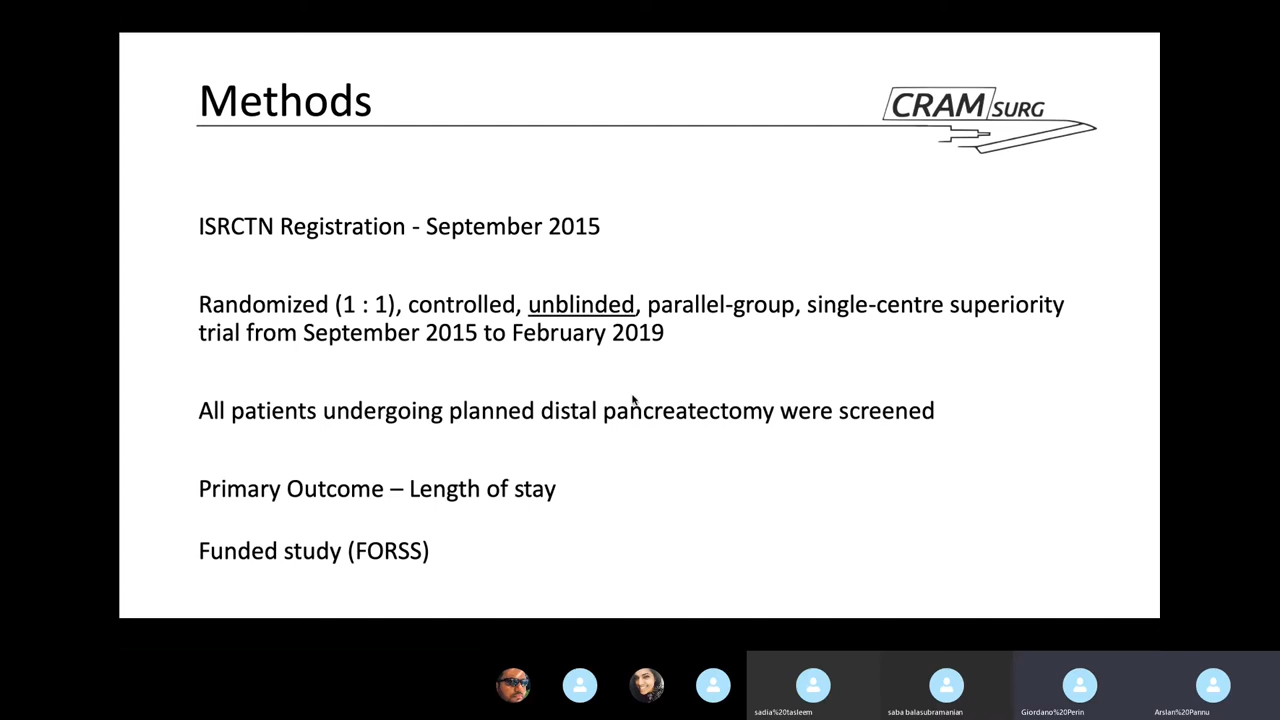 Methods
CRAM SURG
ISRCTN Registration - September 2015
Randomized (1 : 1), controlled, unblinded, parallel-group, single-centre superiority
trial from September 2015 to February 2019
All patients undergoing planned distal pancreatectomy were screened
Primary Outcome – Length of stay
Funded study (FORSS)
sadia%20tasleem
saba balasubramanian
Giordano%20Perin
Arslan%20Pannu